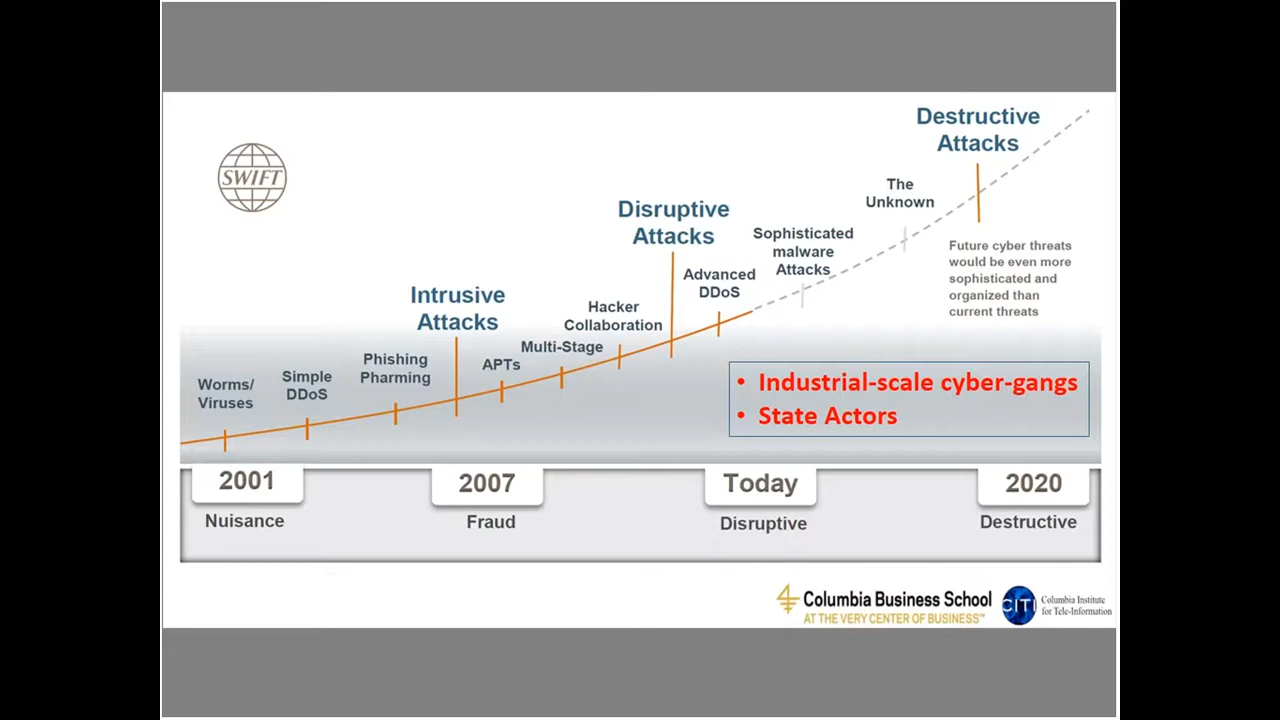 SWIFT
Destructive
Attacks
The
Unknown
Disruptive
Attacks
Sophisticated
malware
Attacks
Future cyber threats
would be even more
sophisticated and
organized than
current threats
Advanced
DDoS
Intrusive
Attacks
Hacker
Collaboration
Multi-Stage
APTs
Phishing
Pharming
Simple
DDoS
Worms/
Viruses
• Industrial-scale cyber-gangs
• State Actors
2001
Nuisance
2007
Fraud
Today
Disruptive
2020
Destructive
Columbia Business School
AT THE VERY CENTER OF BUSINESS™
CITI
Columbia Institute
for Tele-Information